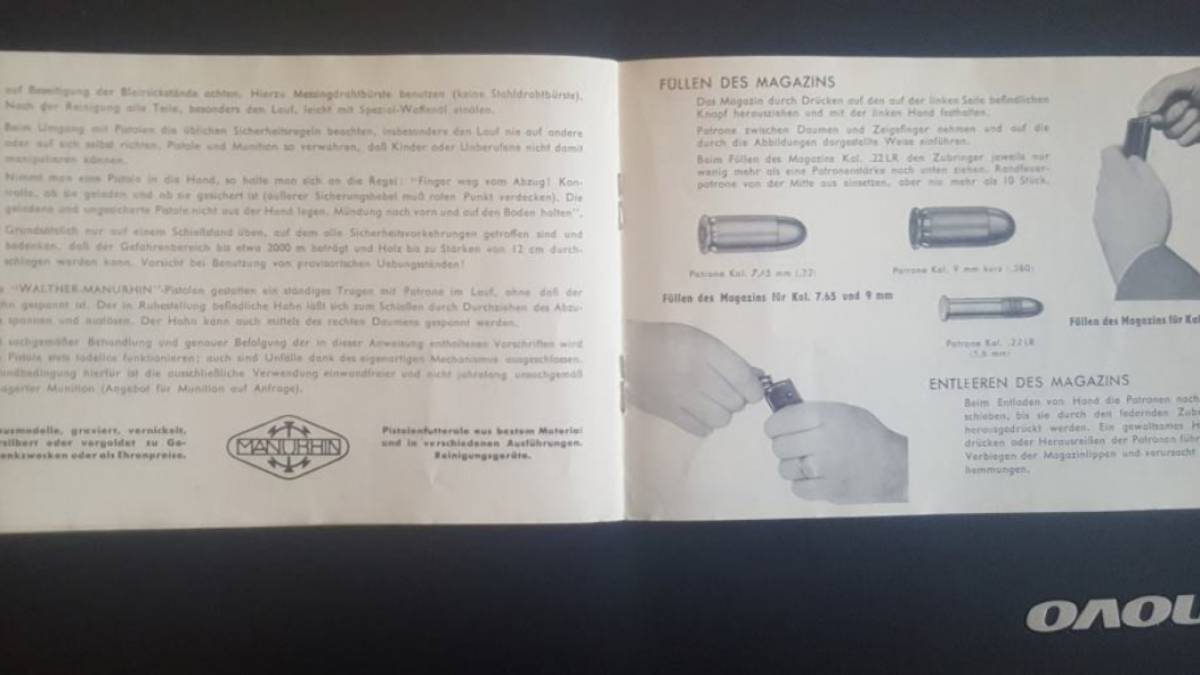 auf Beseitigung der Bleirückstände achten. Hierzu Messingdrahtbürste benutzen (keine Stahldrahtbürste).
Nach der Reinigung alle Teile, besonders den Lauf, leicht mit Spezial-Waffenöl einölen.
Beim Umgang mit Pistolen die üblichen Sicherheitsregeln beachten, insbesondere den Lauf nie auf andere
oder auf sich selbst richten. Pistole und Munition so verwahren, daß Kinder oder Unberufene nicht damit
manipulieren können.
Nimmt man eine Pistole in die Hand, so halte man sich an die Regel: "Finger weg vom Abzug! Kon-
trolle, ob sie geladen und ob sie gesichert ist (äußerer Sicherungshebel muß roten Punkt verdecken). Die
geladene und ungesicherte Pistole nicht aus der Hand legen. Mündung nach vorn und auf den Boden halten".
Grundsätzlich nur auf einem Schießstand üben, auf dem alle Sicherheitsvorkehrungen getroffen sind und
bedenken, daß der Gefahrenbereich bis etwa 2000 m beträgt und Holz bis zu Stärken von 12 cm durch-
schlagen werden kann. Vorsicht bei Benutzung von provisorischen Uebungsständen!
"WALTHER-MANURHIN"-Pistolen gestatten ein ständiges Tragen mit Patrone im Lauf, ohne daß der
hn gespannt ist. Der in Ruhestellung befindliche Hahn läßt sich zum Schießen durch Durchziehen des Abzu-
spannen und auslösen. Der Hahn kann auch mittels des rechten Daumens gespannt werden.
sachgemäßer Behandlung und genauer Befolgung der in dieser Anweisung enthaltenen Vorschriften wird
Pistole stets tadellos funktionieren; auch sind Unfälle dank des eigenartigen Mechanismus ausgeschlossen.
undbedingung hierfür ist die ausschließliche Verwendung einwandfreier und nicht jahrelang unsachgemäß
agerter Munition (Angebot für Munition auf Anfrage).
usmodelle, graviert, vernickelt,
rsilbert oder vergoldet zu Ge-
enkzwecken oder als Ehrenpreise.
MANURHIN
Pistolenfutterale aus bestem Material
und in verschiedenen Ausführungen.
Reinigungsgeräte.
FÜLLEN DES MAGAZINS
Das Magazin durch Drücken auf den auf der linken Seite befindlichen
Knopf herausziehen und mit der linken Hand festhalten.
Patrone zwischen Daumen und Zeigefinger nehmen und auf die
durch die Abbildungen dargestellte Weise einführen.
Beim Füllen des Magazins Kal. .22 LR den Zubringer jeweils nur
wenig mehr als eine Patronenstärke nach unten ziehen. Randfeuer-
patrone von der Mitte aus einsetzen, aber nie mehr als 10 Stück.
Patrone Kal. 7,65 mm (.32)
Patrone Kal. 9 mm kurz (.380)
Füllen des Magazins für Kal. 7.65 und 9 mm
Patrone Kal. .22 LR
(5,6 mm)
Füllen des Magazins für Kal
ENTLEEREN DES MAGAZINS
Beim Entladen von Hand die Patronen nach
schieben, bis sie durch den federnden Zubr
herausgedrückt werden. Ein gewaltsames H
drücken oder Herausreißen der Patronen führ
Verbiegen der Magazinlippen und verursacht
hemmungen.